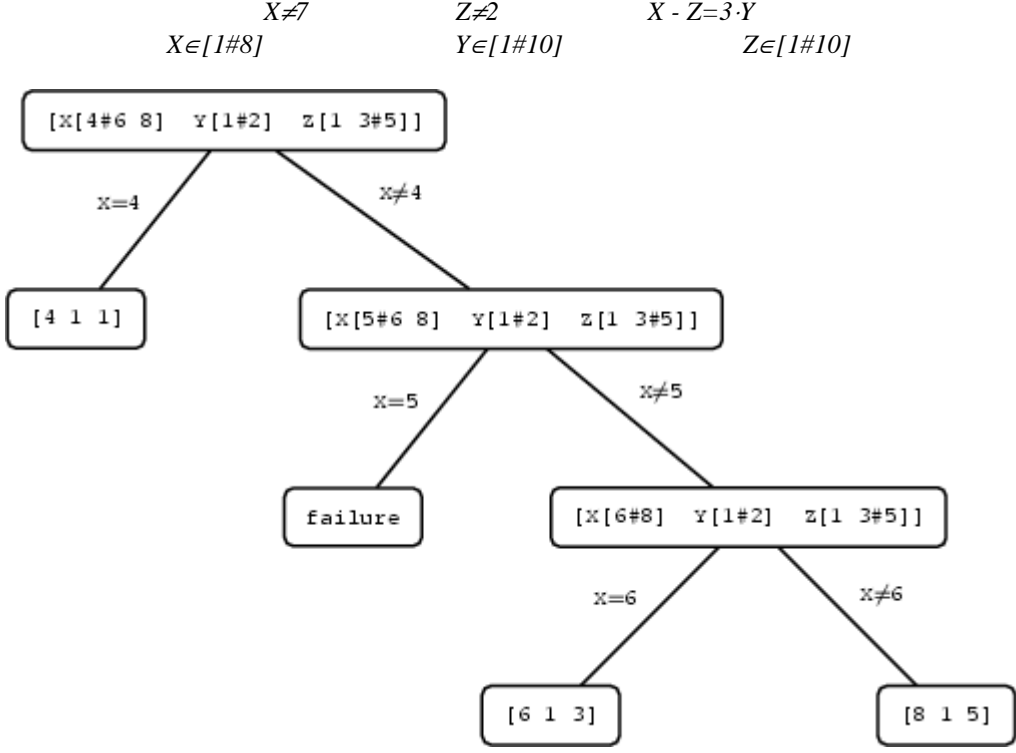 X≠7 Z≠2 X - Z=3·Y
X∈[1#8] Y∈[1#10] Z∈[1#10]
[X[4#6 8] Y[1#2] Z[1 3#5]]
X=4 X≠4
[4 1 1] [X[5#6 8] Y[1#2] Z[1 3#5]]
X=5 X≠5
failure [X[6#8] Y[1#2] Z[1 3#5]]
X=6 X≠6
[6 1 3] [8 1 5]